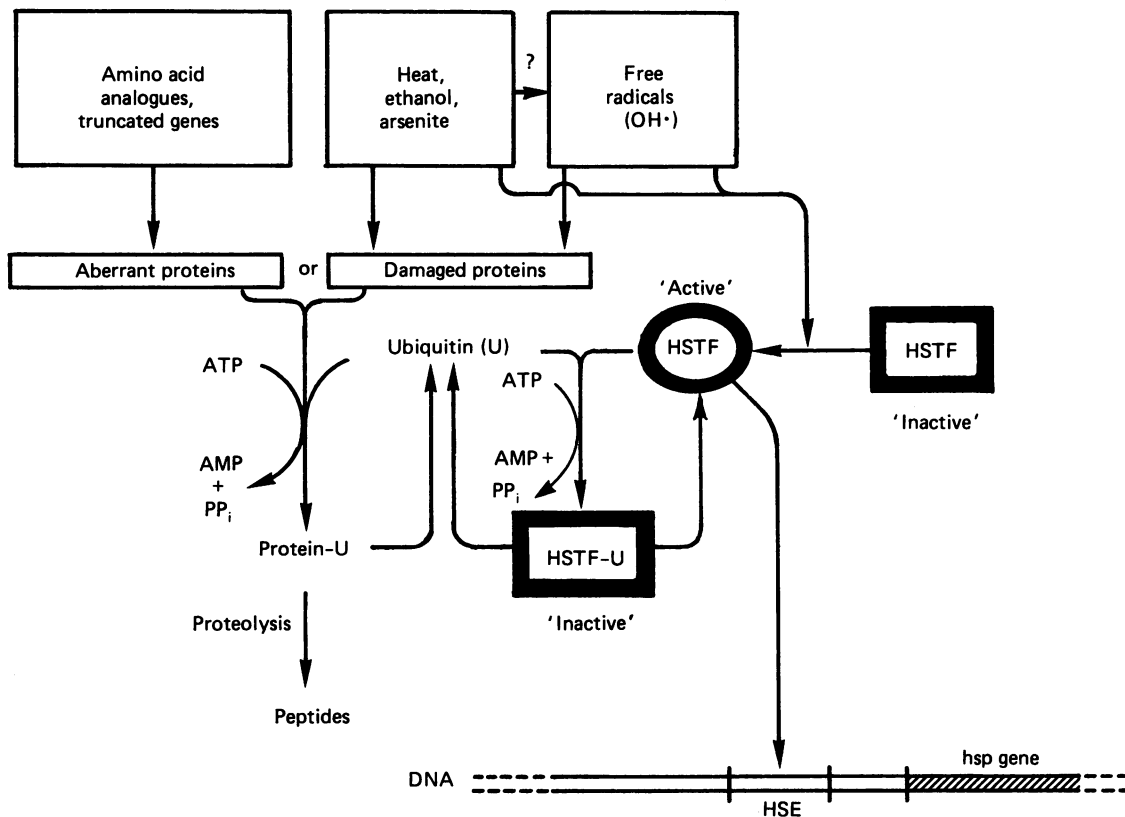 Amino acid
analogues,
truncated genes
Heat,
ethanol,
arsenite
?
Free
radicals
(OH·)
Aberrant proteins
or
Damaged proteins
'Active'
HSTF
HSTF
'Inactive'
Ubiquitin (U)
ATP
ATP
AMP
+
PPi
AMP +
PPi
Protein-U
HSTF-U
'Inactive'
Proteolysis
Peptides
hsp gene
DNA
HSE